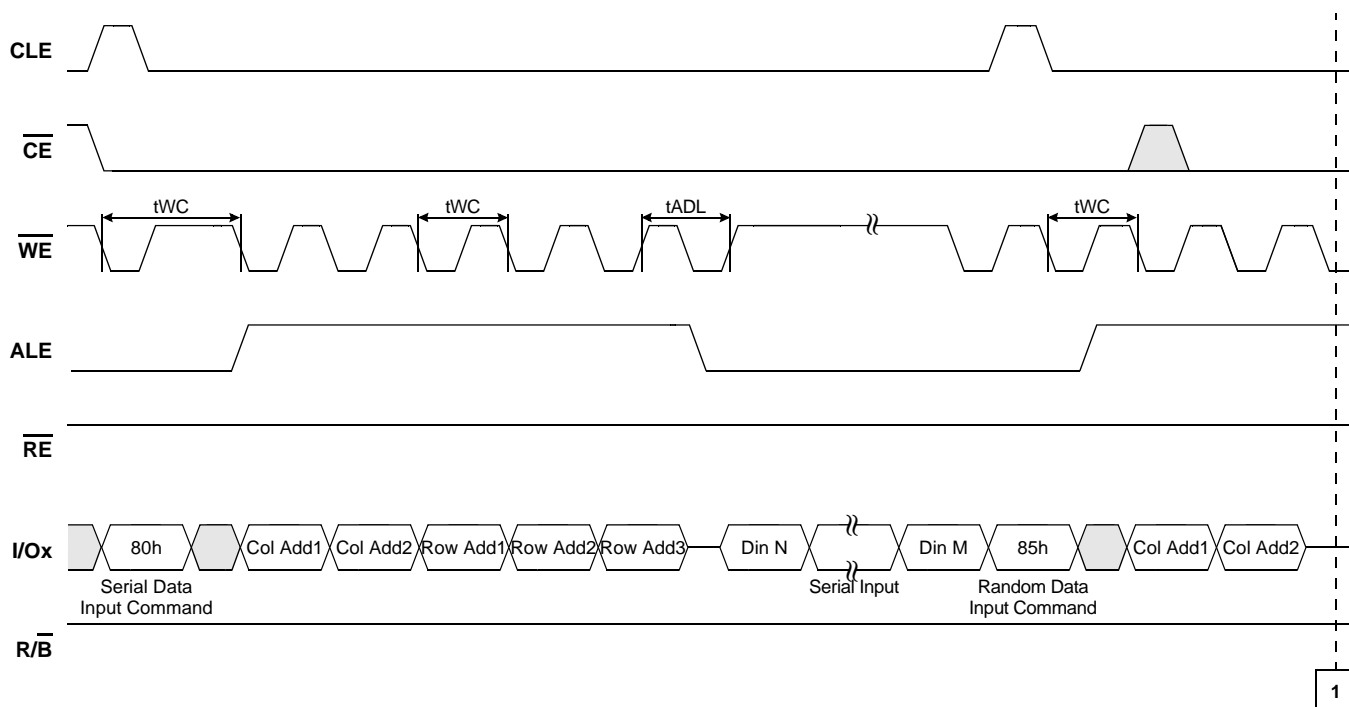 CLE
CE
tWC
tWC
tADL
tWC
WE
ALE
RE
I/Ox
80h
Col Add1
Col Add2
Row Add1
Row Add2
Row Add3
Din N
Din M
85h
Col Add1
Col Add2
Serial Data
Input Command
Serial Input
Random Data
Input Command
R/B
1